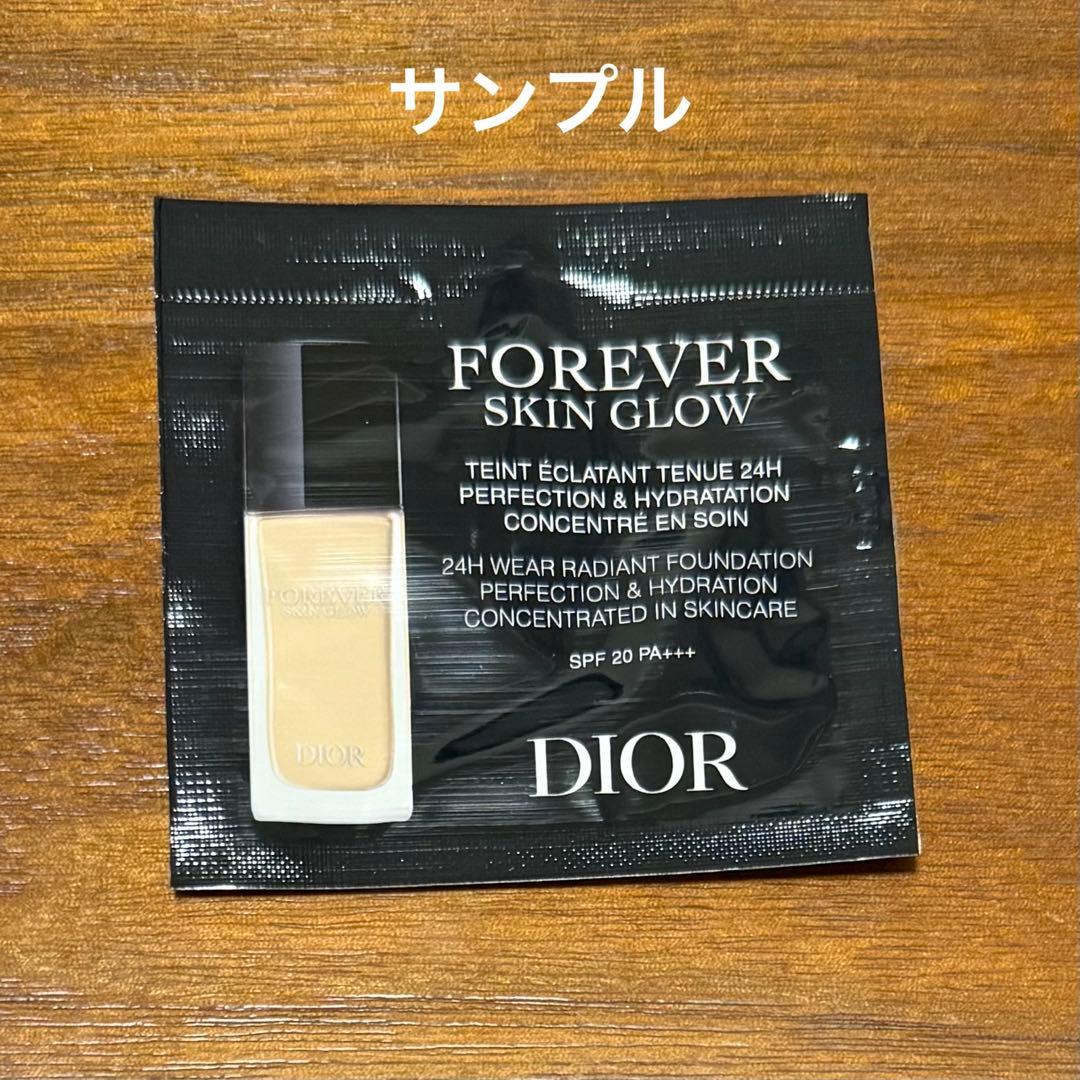 サンプル
FOREVER
SKIN GLOW
TEINT ÉCLATANT TENUE 24H
PERFECTION & HYDRATATION
CONCENTRÉ EN SOIN
24H WEAR RADIANT FOUNDATION
PERFECTION & HYDRATION
CONCENTRATED IN SKINCARE
SPF 20 PA+++
DIOR
FOREVER
SKIN GLOW
DIOR